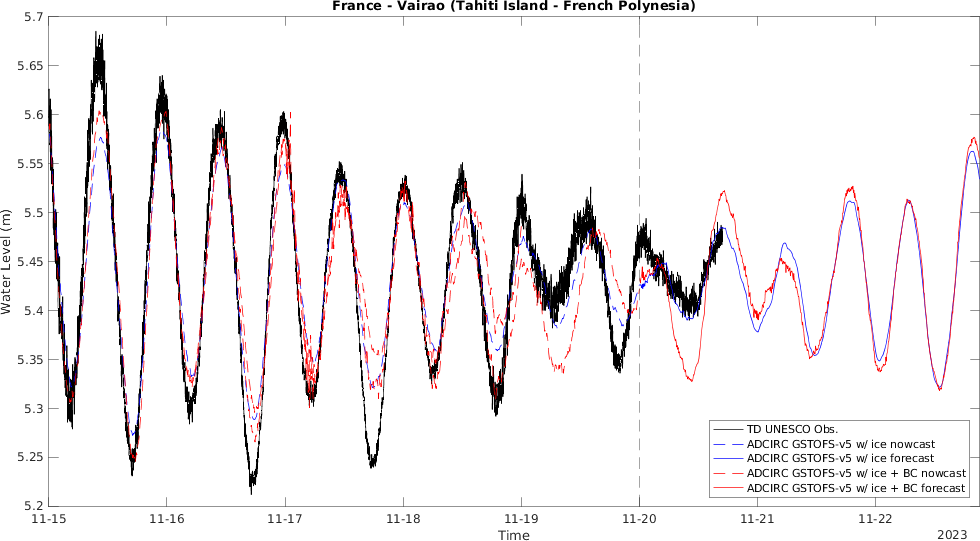 France - Vairao (Tahiti Island - French Polynesia)
5.7
5.65
5.6
5.55
5.5
5.45
5.4
5.35
5.3
5.25
5.2
Water Level (m)
11-15
11-16
11-17
11-18
11-19
11-20
11-21
11-22
Time
2023
TD UNESCO Obs.
ADCIRC GSTOFS-v5 w/ ice nowcast
ADCIRC GSTOFS-v5 w/ ice forecast
ADCIRC GSTOFS-v5 w/ ice + BC nowcast
ADCIRC GSTOFS-v5 w/ ice + BC forecast